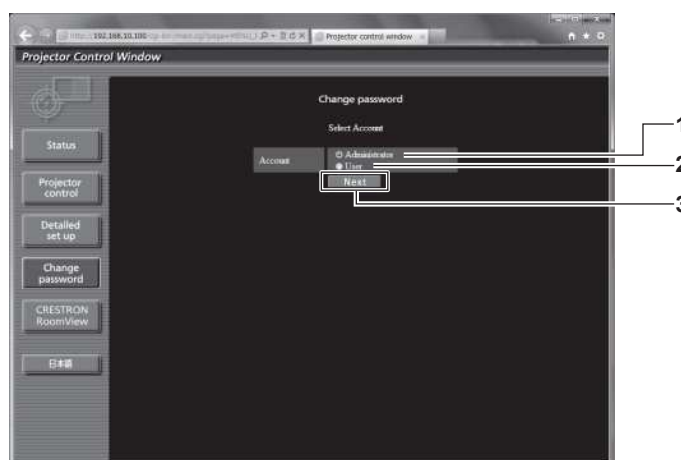 Projector control window
Projector Control Window
Change password
Select Account
Status
Account
Administrator
User
Next
Projector
control
Detailed
set up
Change
password
CRESTRON
RoomView
日本語
1
2
3